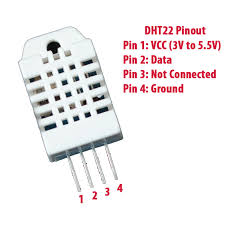 DHT22 Pinout
Pin 1: VCC (3V to 5.5V)
Pin 2: Data
Pin 3: Not Connected
Pin 4: Ground
1 2 3 4